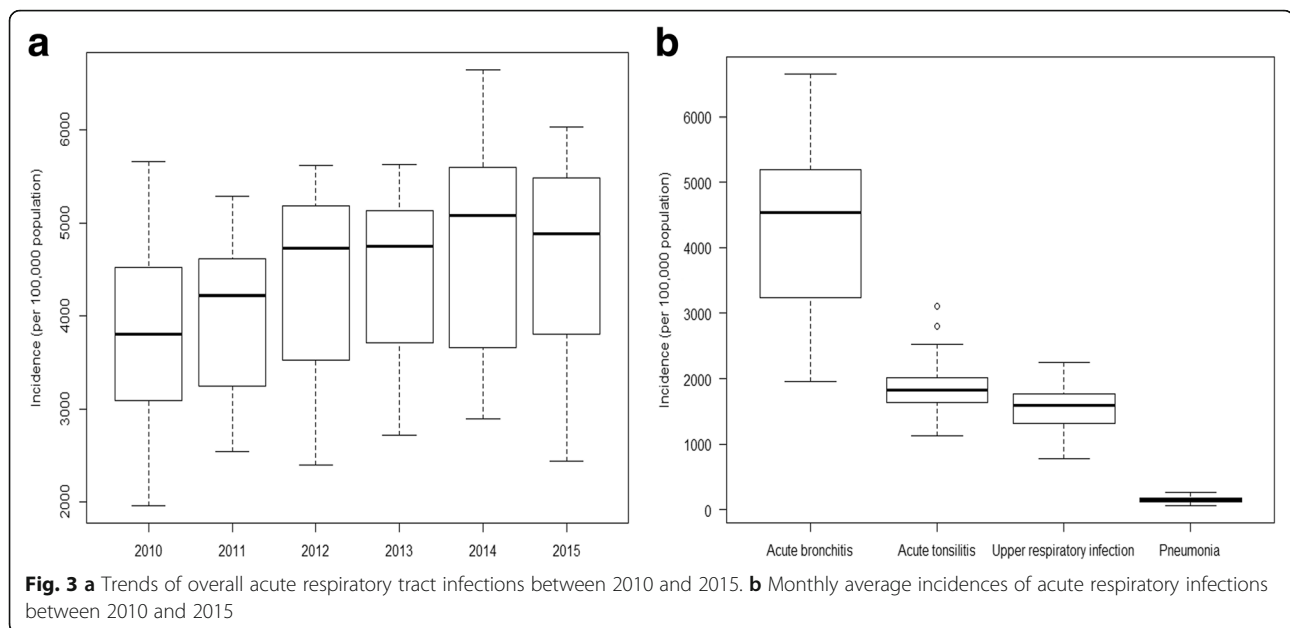 a
Incidence (per 100,000 population)
6000
5000
4000
3000
2000
2010 2011 2012 2013 2014 2015
b
Incidence (per 100,000 population)
6000
5000
4000
3000
2000
1000
0
Acute bronchitis Acute tonsilitis Upper respiratory infection Pneumonia
Fig. 3 a Trends of overall acute respiratory tract infections between 2010 and 2015. b Monthly average incidences of acute respiratory infections
between 2010 and 2015